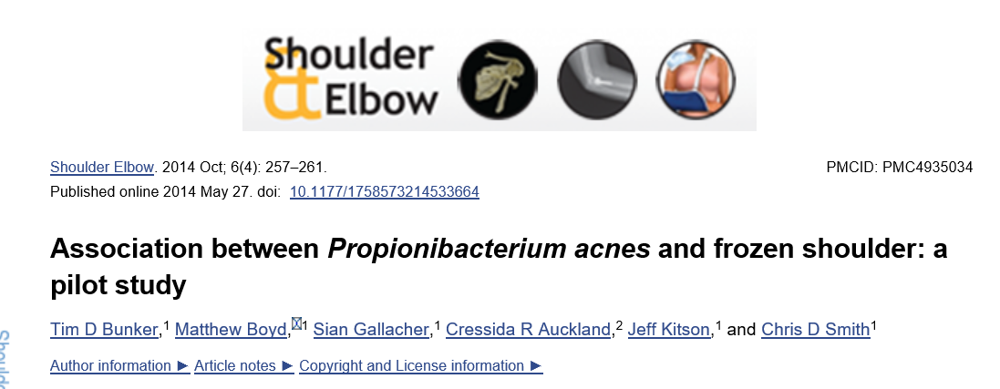 Shoulder
& Elbow
Shoulder Elbow. 2014 Oct; 6(4): 257–261.
PMCID: PMC4935034
Published online 2014 May 27. doi: 10.1177/1758573214533664
Association between Propionibacterium acnes and frozen shoulder: a
pilot study
Tim D Bunker,1 Matthew Boyd,1 Sian Gallacher,1 Cressida R Auckland,2 Jeff Kitson,1 and Chris D Smith1
Author information ► Article notes ► Copyright and License information ►